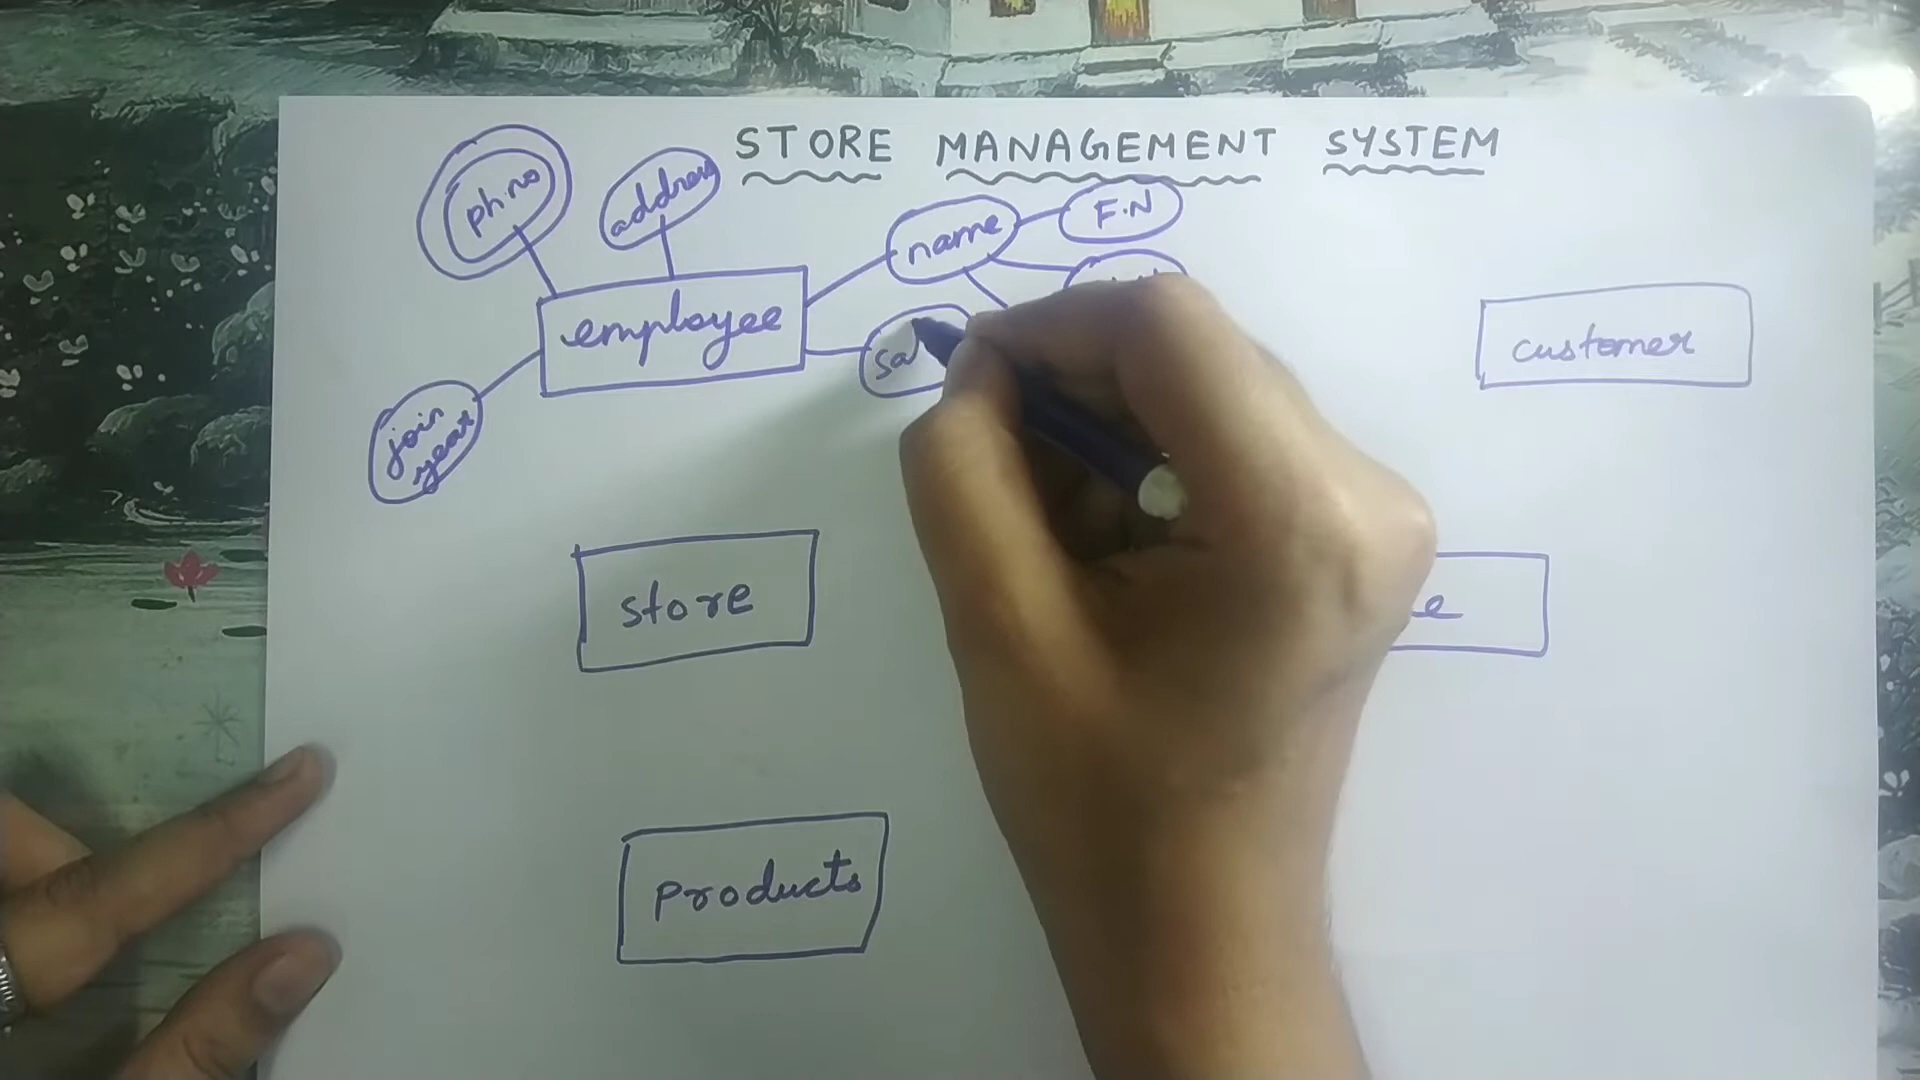 STORE MANAGEMENT SYSTEM
ph.no
address
name
F.N
employee
join
year
customer
store
Products